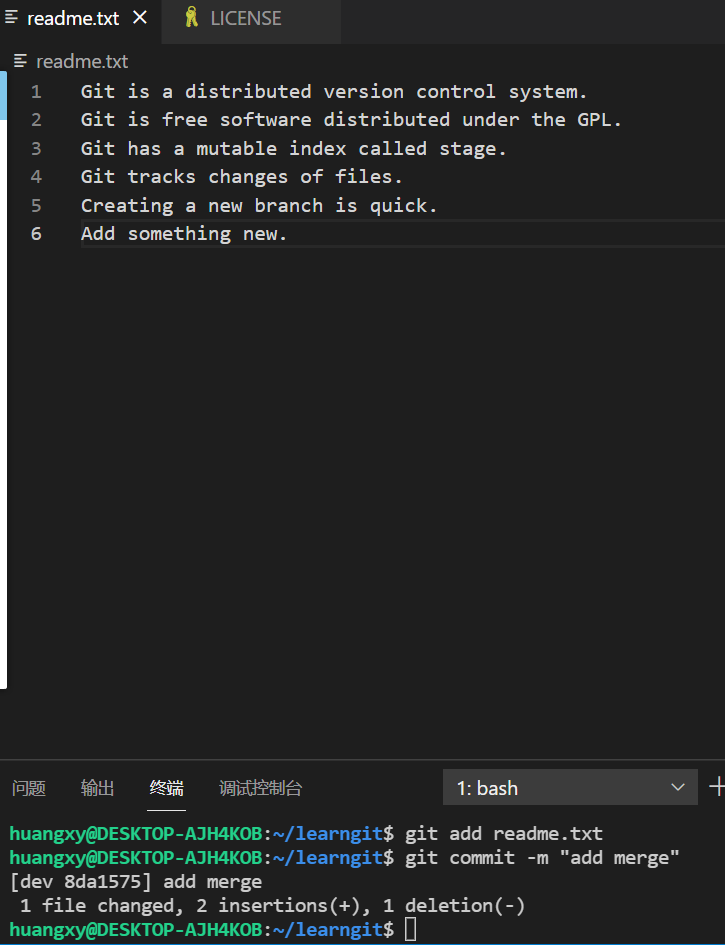 readme.txt LICENSE
readme.txt
1 Git is a distributed version control system.
2 Git is free software distributed under the GPL.
3 Git has a mutable index called stage.
4 Git tracks changes of files.
5 Creating a new branch is quick.
6 Add something new.
问题 输出 终端 调试控制台 1: bash
huangxy@DESKTOP-AJH4KOB:~/learngit$ git add readme.txt
huangxy@DESKTOP-AJH4KOB:~/learngit$ git commit -m "add merge"
[dev 8da1575] add merge
 1 file changed, 2 insertions(+), 1 deletion(-)
huangxy@DESKTOP-AJH4KOB:~/learngit$